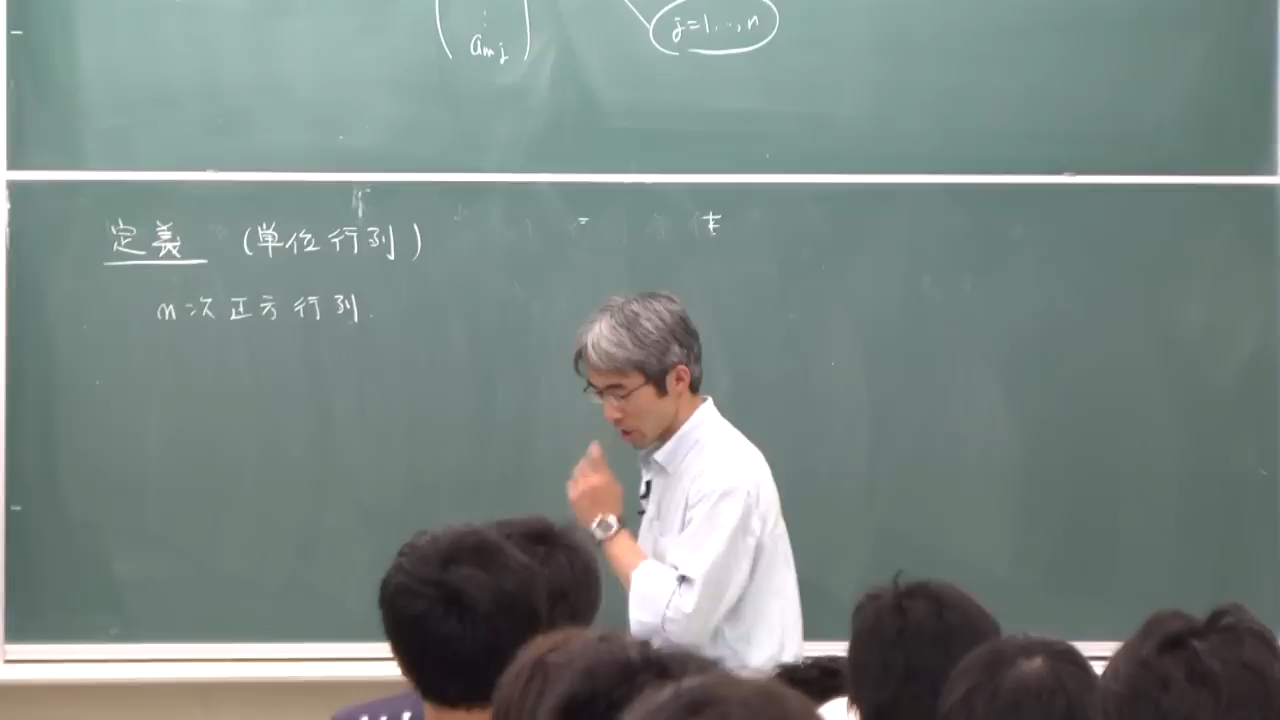 ⋮
a_{mj}
j=1,…,n
定義 (単位行列)
n次正方行列.